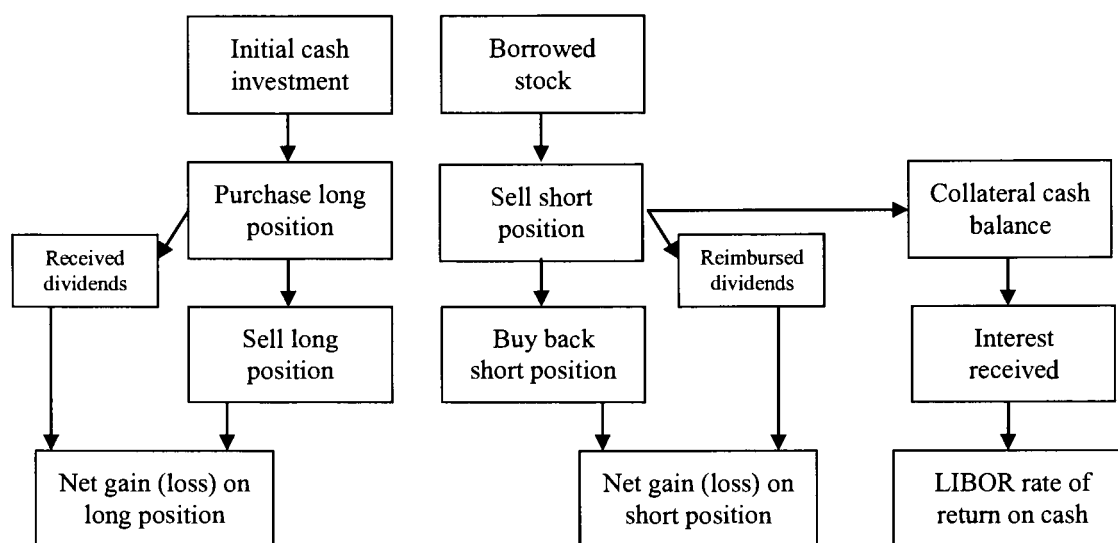 Initial cash
investment
Borrowed
stock
Purchase long
position
Sell short
position
Collateral cash
balance
Received
dividends
Reimbursed
dividends
Sell long
position
Buy back
short position
Interest
received
Net gain (loss) on
long position
Net gain (loss) on
short position
LIBOR rate of
return on cash